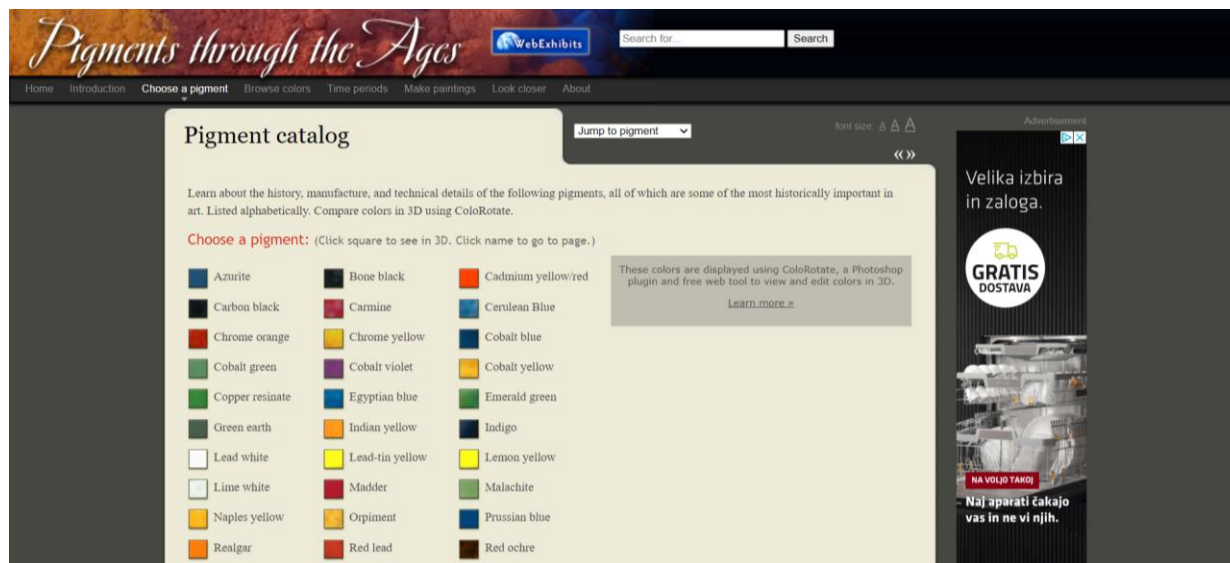 Pigments through the Ages
WebExhibits
Search for...
Search
Home Introduction Choose a pigment Browse colors Time periods Make paintings Look closer About
Pigment catalog
Jump to pigment
font size: A A A
«»
Learn about the history, manufacture, and technical details of the following pigments, all of which are some of the most historically important in
art. Listed alphabetically. Compare colors in 3D using ColoRotate.
Choose a pigment: (Click square to see in 3D. Click name to go to page.)
Azurite Bone black Cadmium yellow/red
Carbon black Carmine Cerulean Blue
Chrome orange Chrome yellow Cobalt blue
Cobalt green Cobalt violet Cobalt yellow
Copper resinate Egyptian blue Emerald green
Green earth Indian yellow Indigo
Lead white Lead-tin yellow Lemon yellow
Lime white Madder Malachite
Naples yellow Orpiment Prussian blue
Realgar Red lead Red ochre
These colors are displayed using ColoRotate, a Photoshop
plugin and free web tool to view and edit colors in 3D.
Learn more »
Advertisement
Velika izbira
in zaloga.
GRATIS
DOSTAVA
NA VOLJO TAKOJ
Naj aparati čakajo
vas in ne vi njih.